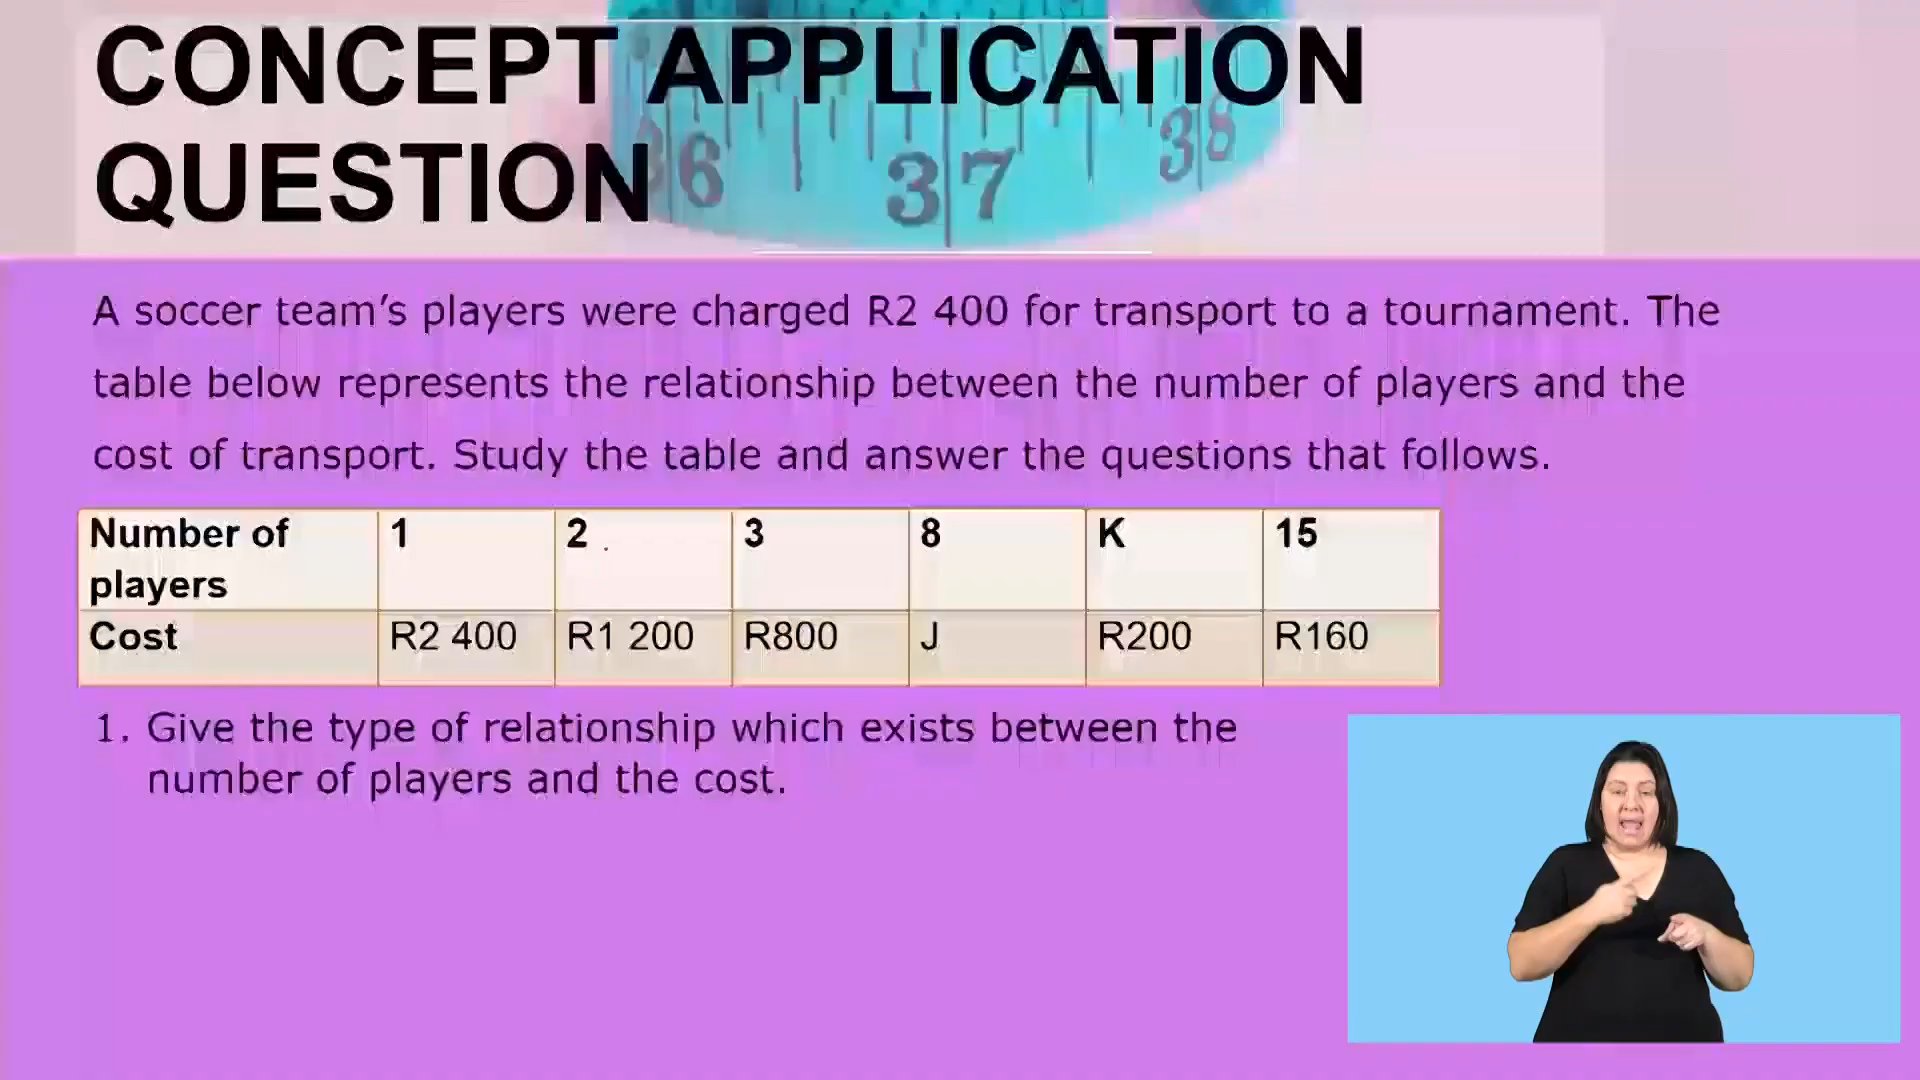 CONCEPT APPLICATION
QUESTION
36 37 38
A soccer team’s players were charged R2 400 for transport to a tournament. The
table below represents the relationship between the number of players and the
cost of transport. Study the table and answer the questions that follows.
Number of players 1 2 3 8 K 15
Cost R2 400 R1 200 R800 J R200 R160
1. Give the type of relationship which exists between the
number of players and the cost.